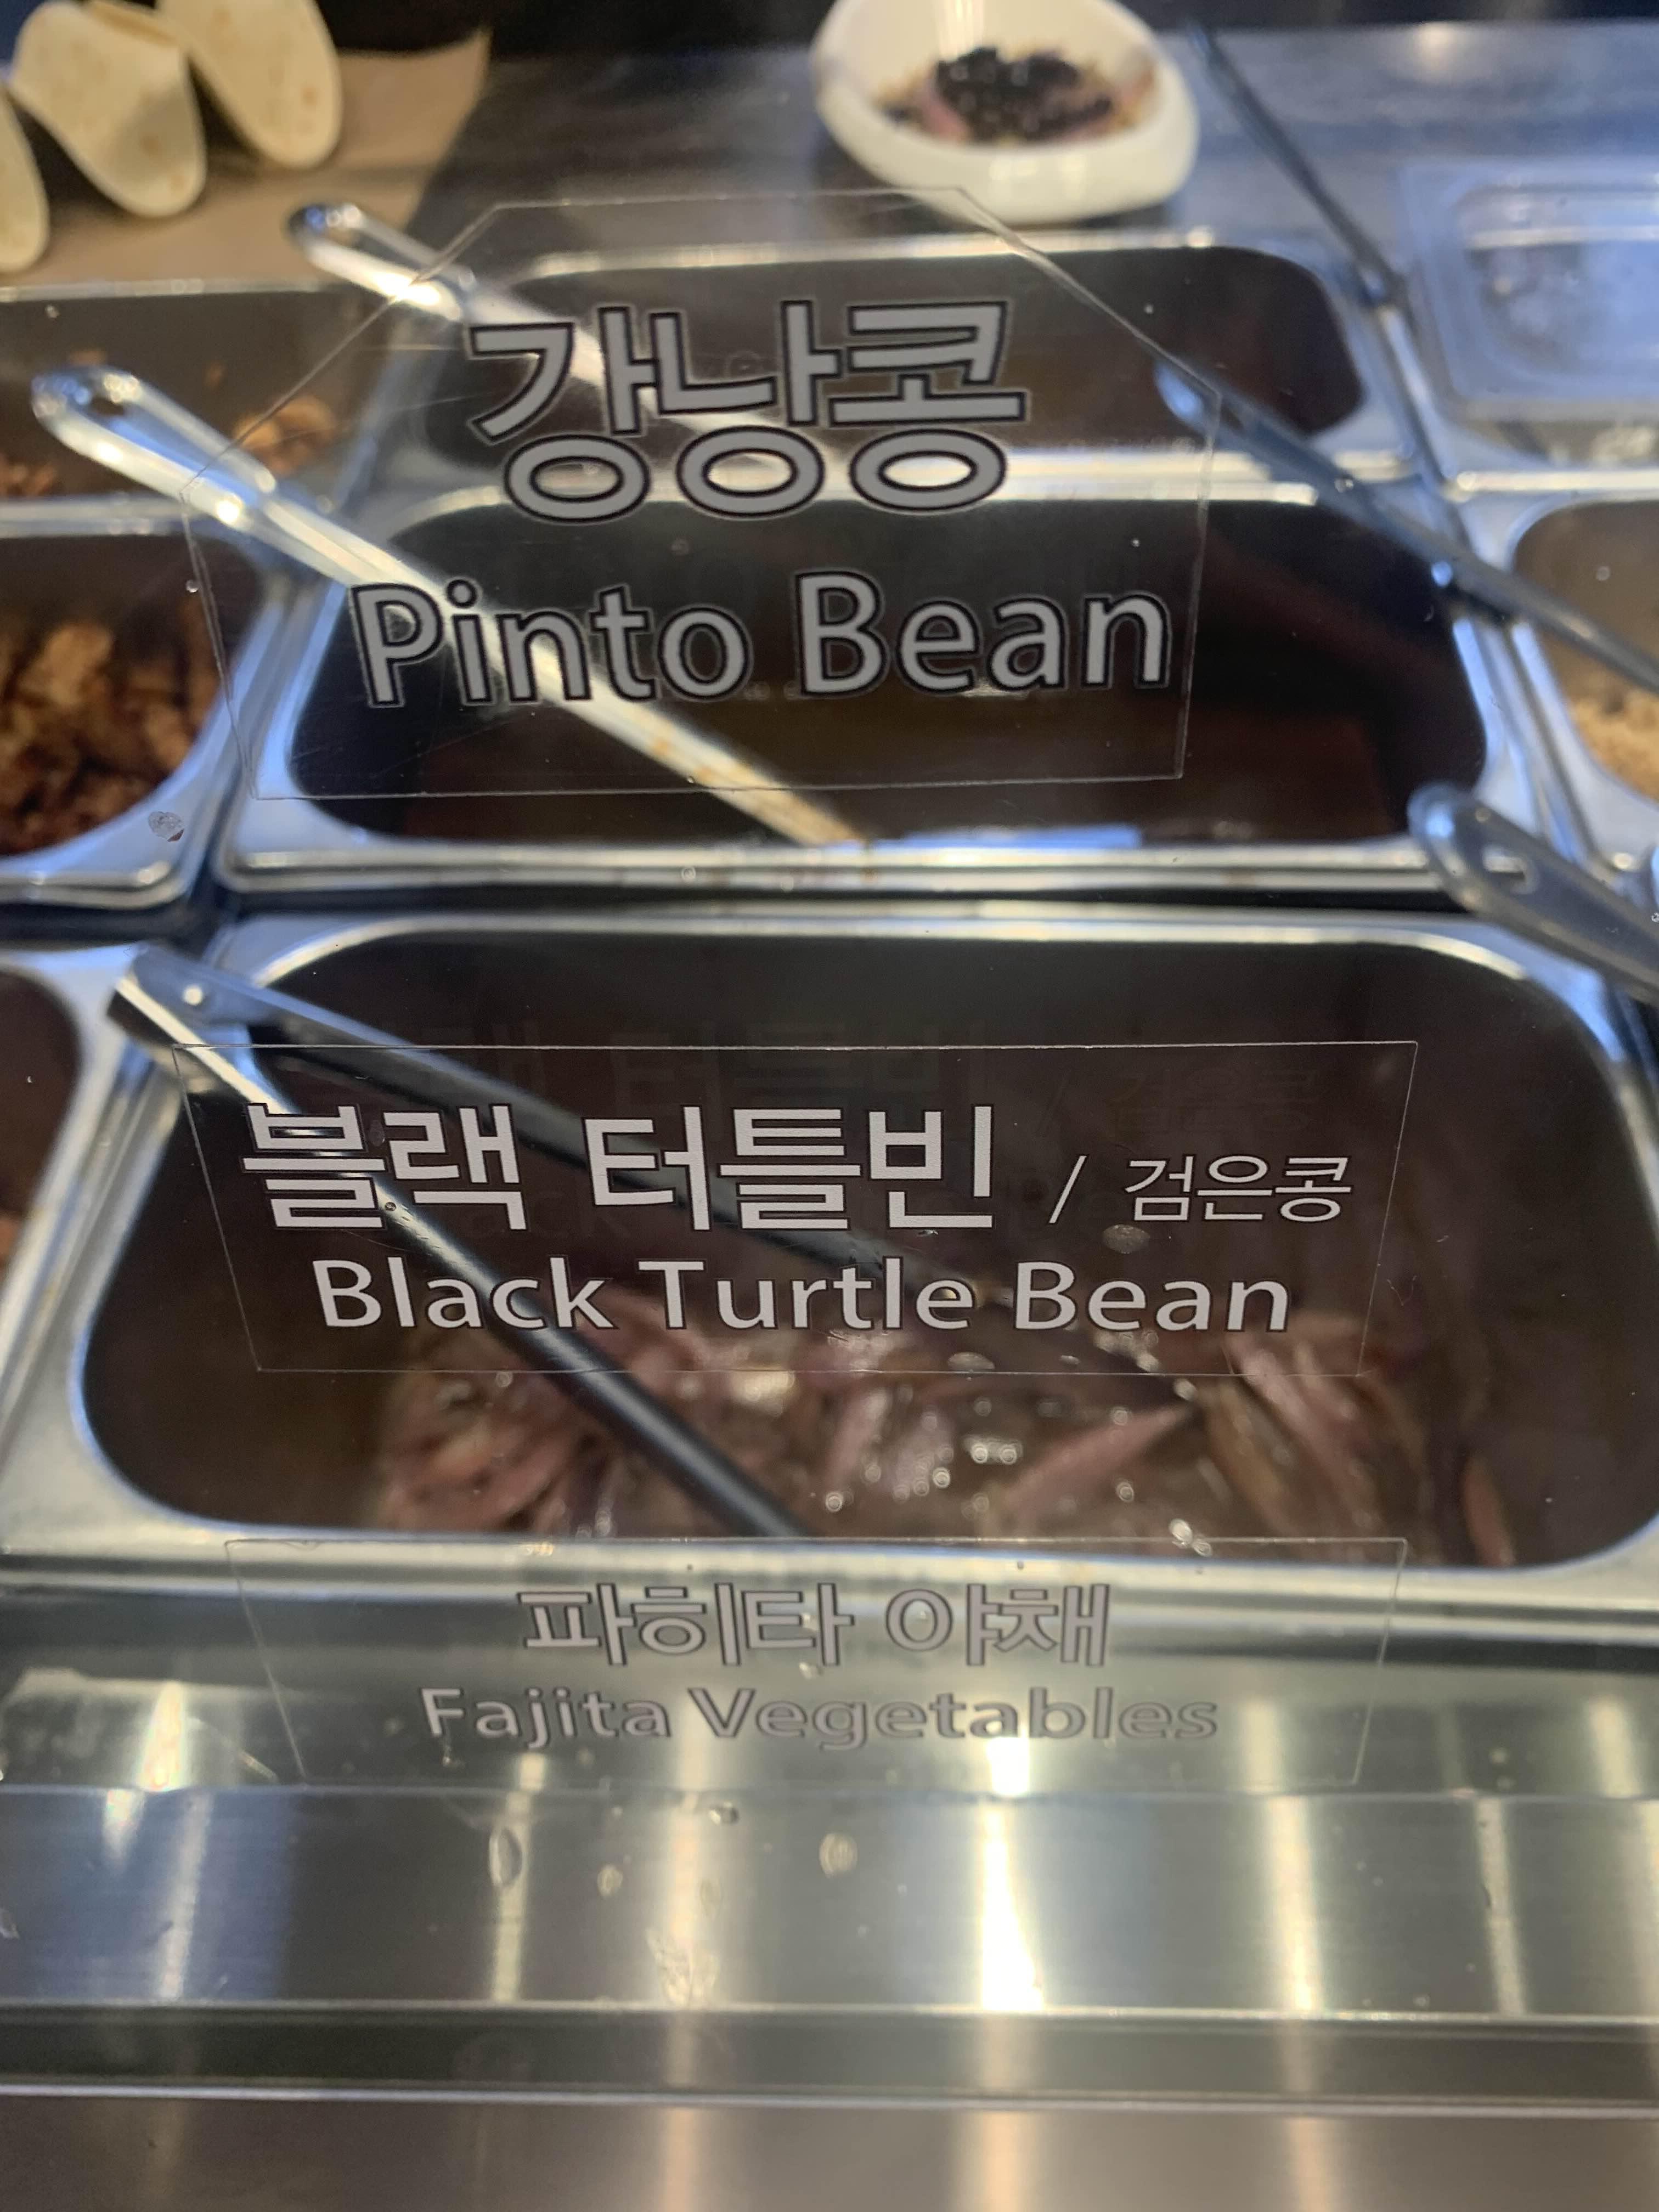 강낭콩
Pinto Bean
블랙 터틀빈 / 검은콩
Black Turtle Bean
파히타 야채
Fajita Vegetables